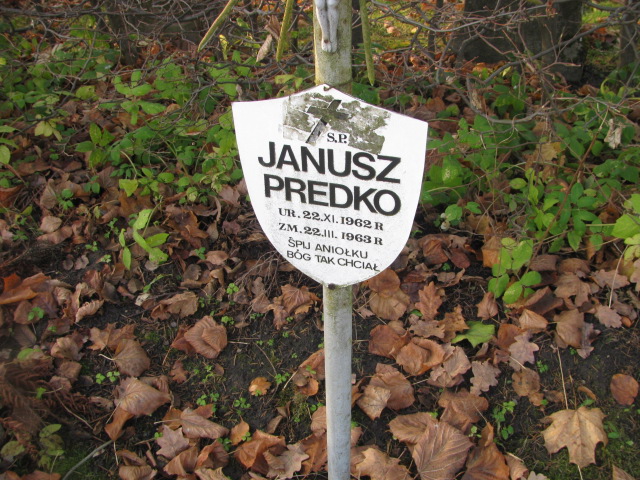 Ś.P.
JANUSZ
PREDKO
UR. 22.XI. 1962 R
ZM. 22.III. 1963 R
ŚPIJ ANIOŁKU
BÓG TAK CHCIAŁ